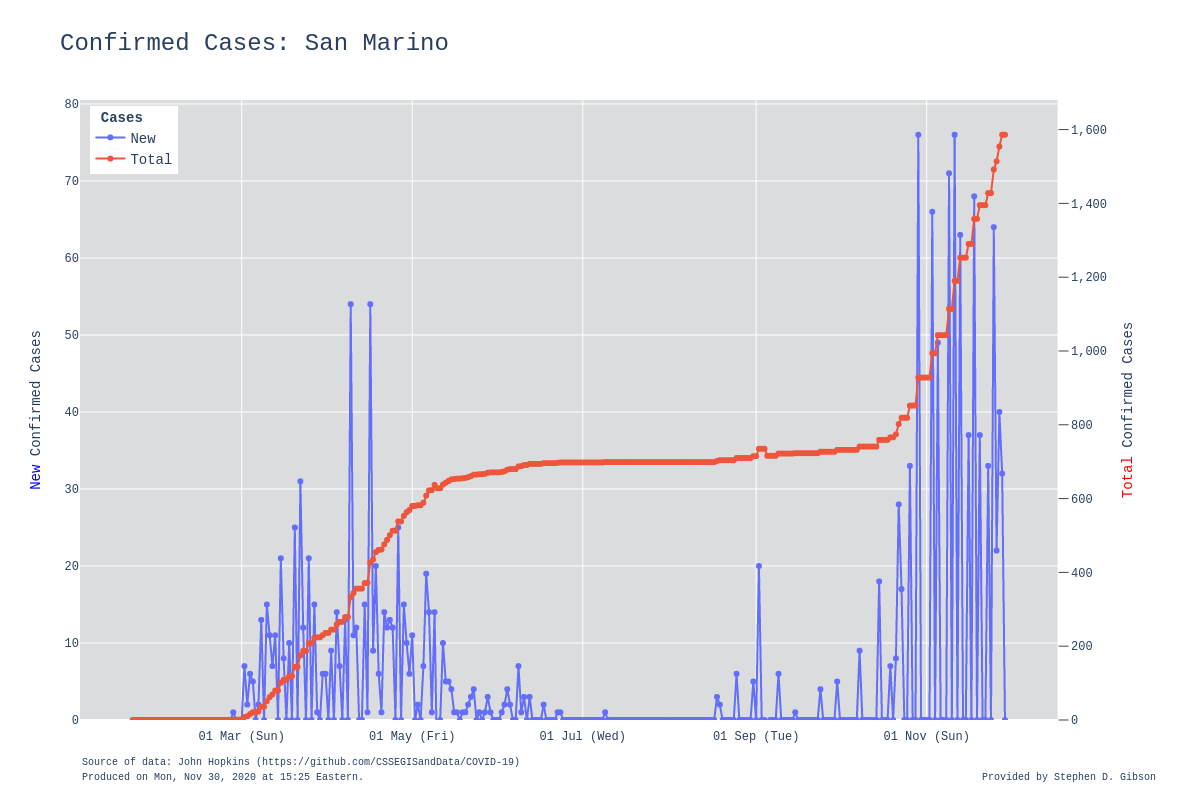 Confirmed Cases: San Marino
Cases
New
Total
80
70
60
50
40
30
20
10
0
New Confirmed Cases
1,600
1,400
1,200
1,000
800
600
400
200
0
Total Confirmed Cases
01 Mar (Sun)
01 May (Fri)
01 Jul (Wed)
01 Sep (Tue)
01 Nov (Sun)
Source of data: John Hopkins (https://github.com/CSSEGISandData/COVID-19)
Produced on Mon, Nov 30, 2020 at 15:25 Eastern.
Provided by Stephen D. Gibson